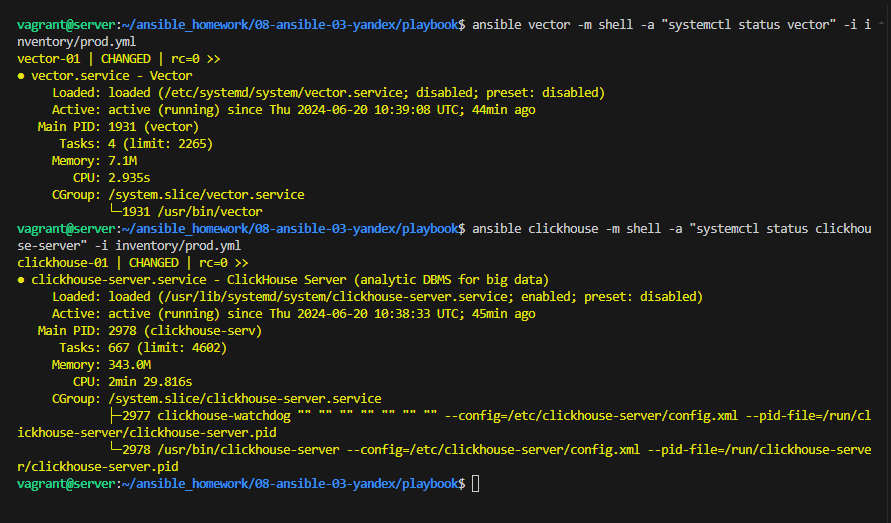 vagrant@server:~/ansible_homework/08-ansible-03-yandex/playbook$ ansible vector -m shell -a "systemctl status vector" -i i
nventory/prod.yml
vector-01 | CHANGED | rc=0 >>
● vector.service - Vector
     Loaded: loaded (/etc/systemd/system/vector.service; disabled; preset: disabled)
     Active: active (running) since Thu 2024-06-20 10:39:08 UTC; 44min ago
   Main PID: 1931 (vector)
      Tasks: 4 (limit: 2265)
     Memory: 7.1M
        CPU: 2.935s
     CGroup: /system.slice/vector.service
             └─1931 /usr/bin/vector
vagrant@server:~/ansible_homework/08-ansible-03-yandex/playbook$ ansible clickhouse -m shell -a "systemctl status clickhou
se-server" -i inventory/prod.yml
clickhouse-01 | CHANGED | rc=0 >>
● clickhouse-server.service - ClickHouse Server (analytic DBMS for big data)
     Loaded: loaded (/usr/lib/systemd/system/clickhouse-server.service; enabled; preset: disabled)
     Active: active (running) since Thu 2024-06-20 10:38:33 UTC; 45min ago
   Main PID: 2978 (clickhouse-serv)
      Tasks: 667 (limit: 4602)
     Memory: 343.0M
        CPU: 2min 29.816s
     CGroup: /system.slice/clickhouse-server.service
             ├─2977 clickhouse-watchdog "" "" "" "" "" "" "" --config=/etc/clickhouse-server/config.xml --pid-file=/run/cl
ickhouse-server/clickhouse-server.pid
             └─2978 /usr/bin/clickhouse-server --config=/etc/clickhouse-server/config.xml --pid-file=/run/clickhouse-serve
r/clickhouse-server.pid
vagrant@server:~/ansible_homework/08-ansible-03-yandex/playbook$